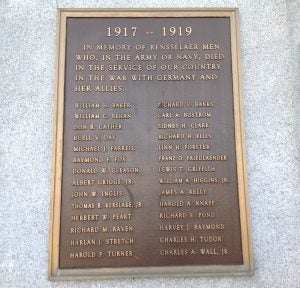 1917 -- 1919
IN MEMORY OF RENSSELAER MEN
WHO, IN THE ARMY OR NAVY, DIED
IN THE SERVICE OF OUR COUNTRY
IN THE WAR WITH GERMANY AND
HER ALLIES.
WILLIAM H. BAKER
WILLIAM C. BEHAN
DON B. CATHER
BUELL V. DAY
MICHAEL J. FARRELL
RAYMOND F. FOX
DONALD W. GLEASON
ALBERT GRIGGS, JR.
JOHN W. INGLIS
THOMAS R. KERSLAKE, JR.
HERBERT W. PEART
RICHARD M. RAVEN
HARLAN J. STRETCH
HAROLD F. TURNER
RICHARD V. BANKS
CARL A. BOSTROM
SIDNEY H. CLARK
RICHARD H. ELLIS
LINN H. FORSTER
FRANZ O. FRIEDLAENDER
LEWIS T. GRIFFITH
WILLIAM A. HIGGINS, JR.
JAMES A. KELLY
HAROLD A. KNAPP
RICHARD V. POND
HARVEY J. RAYMOND
CHARLES H. TUDOR
CHARLES A. WALL, JR.